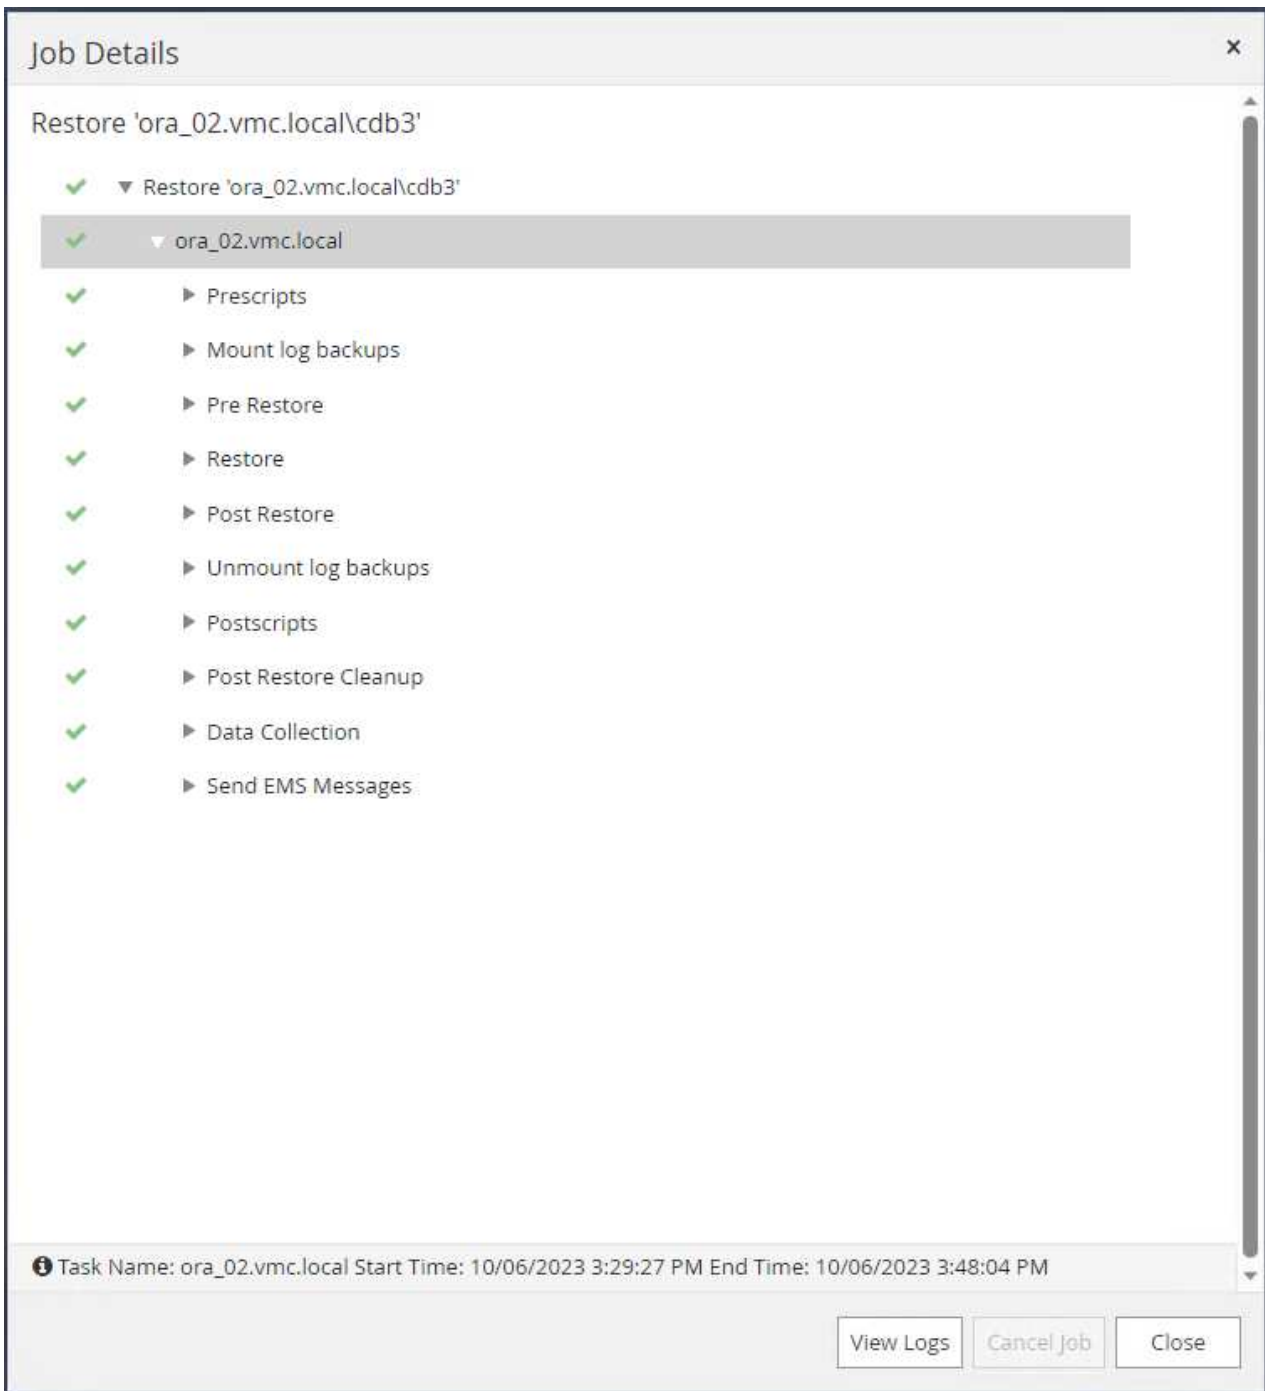 Job Details
Restore 'ora_02.vmc.local\cdb3'
Restore 'ora_02.vmc.local\cdb3'
ora_02.vmc.local
Prescripts
Mount log backups
Pre Restore
Restore
Post Restore
Unmount log backups
Postscripts
Post Restore Cleanup
Data Collection
Send EMS Messages
Task Name: ora_02.vmc.local Start Time: 10/06/2023 3:29:27 PM End Time: 10/06/2023 3:48:04 PM
View Logs Cancel Job Close